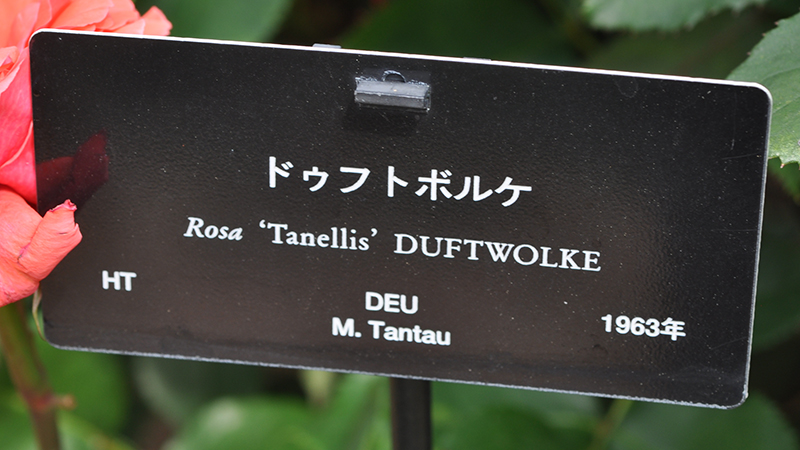 ドゥフトボルケ
Rosa ‘Tanellis’ DUFTWOLKE
HT
DEU
M. Tantau
1963年